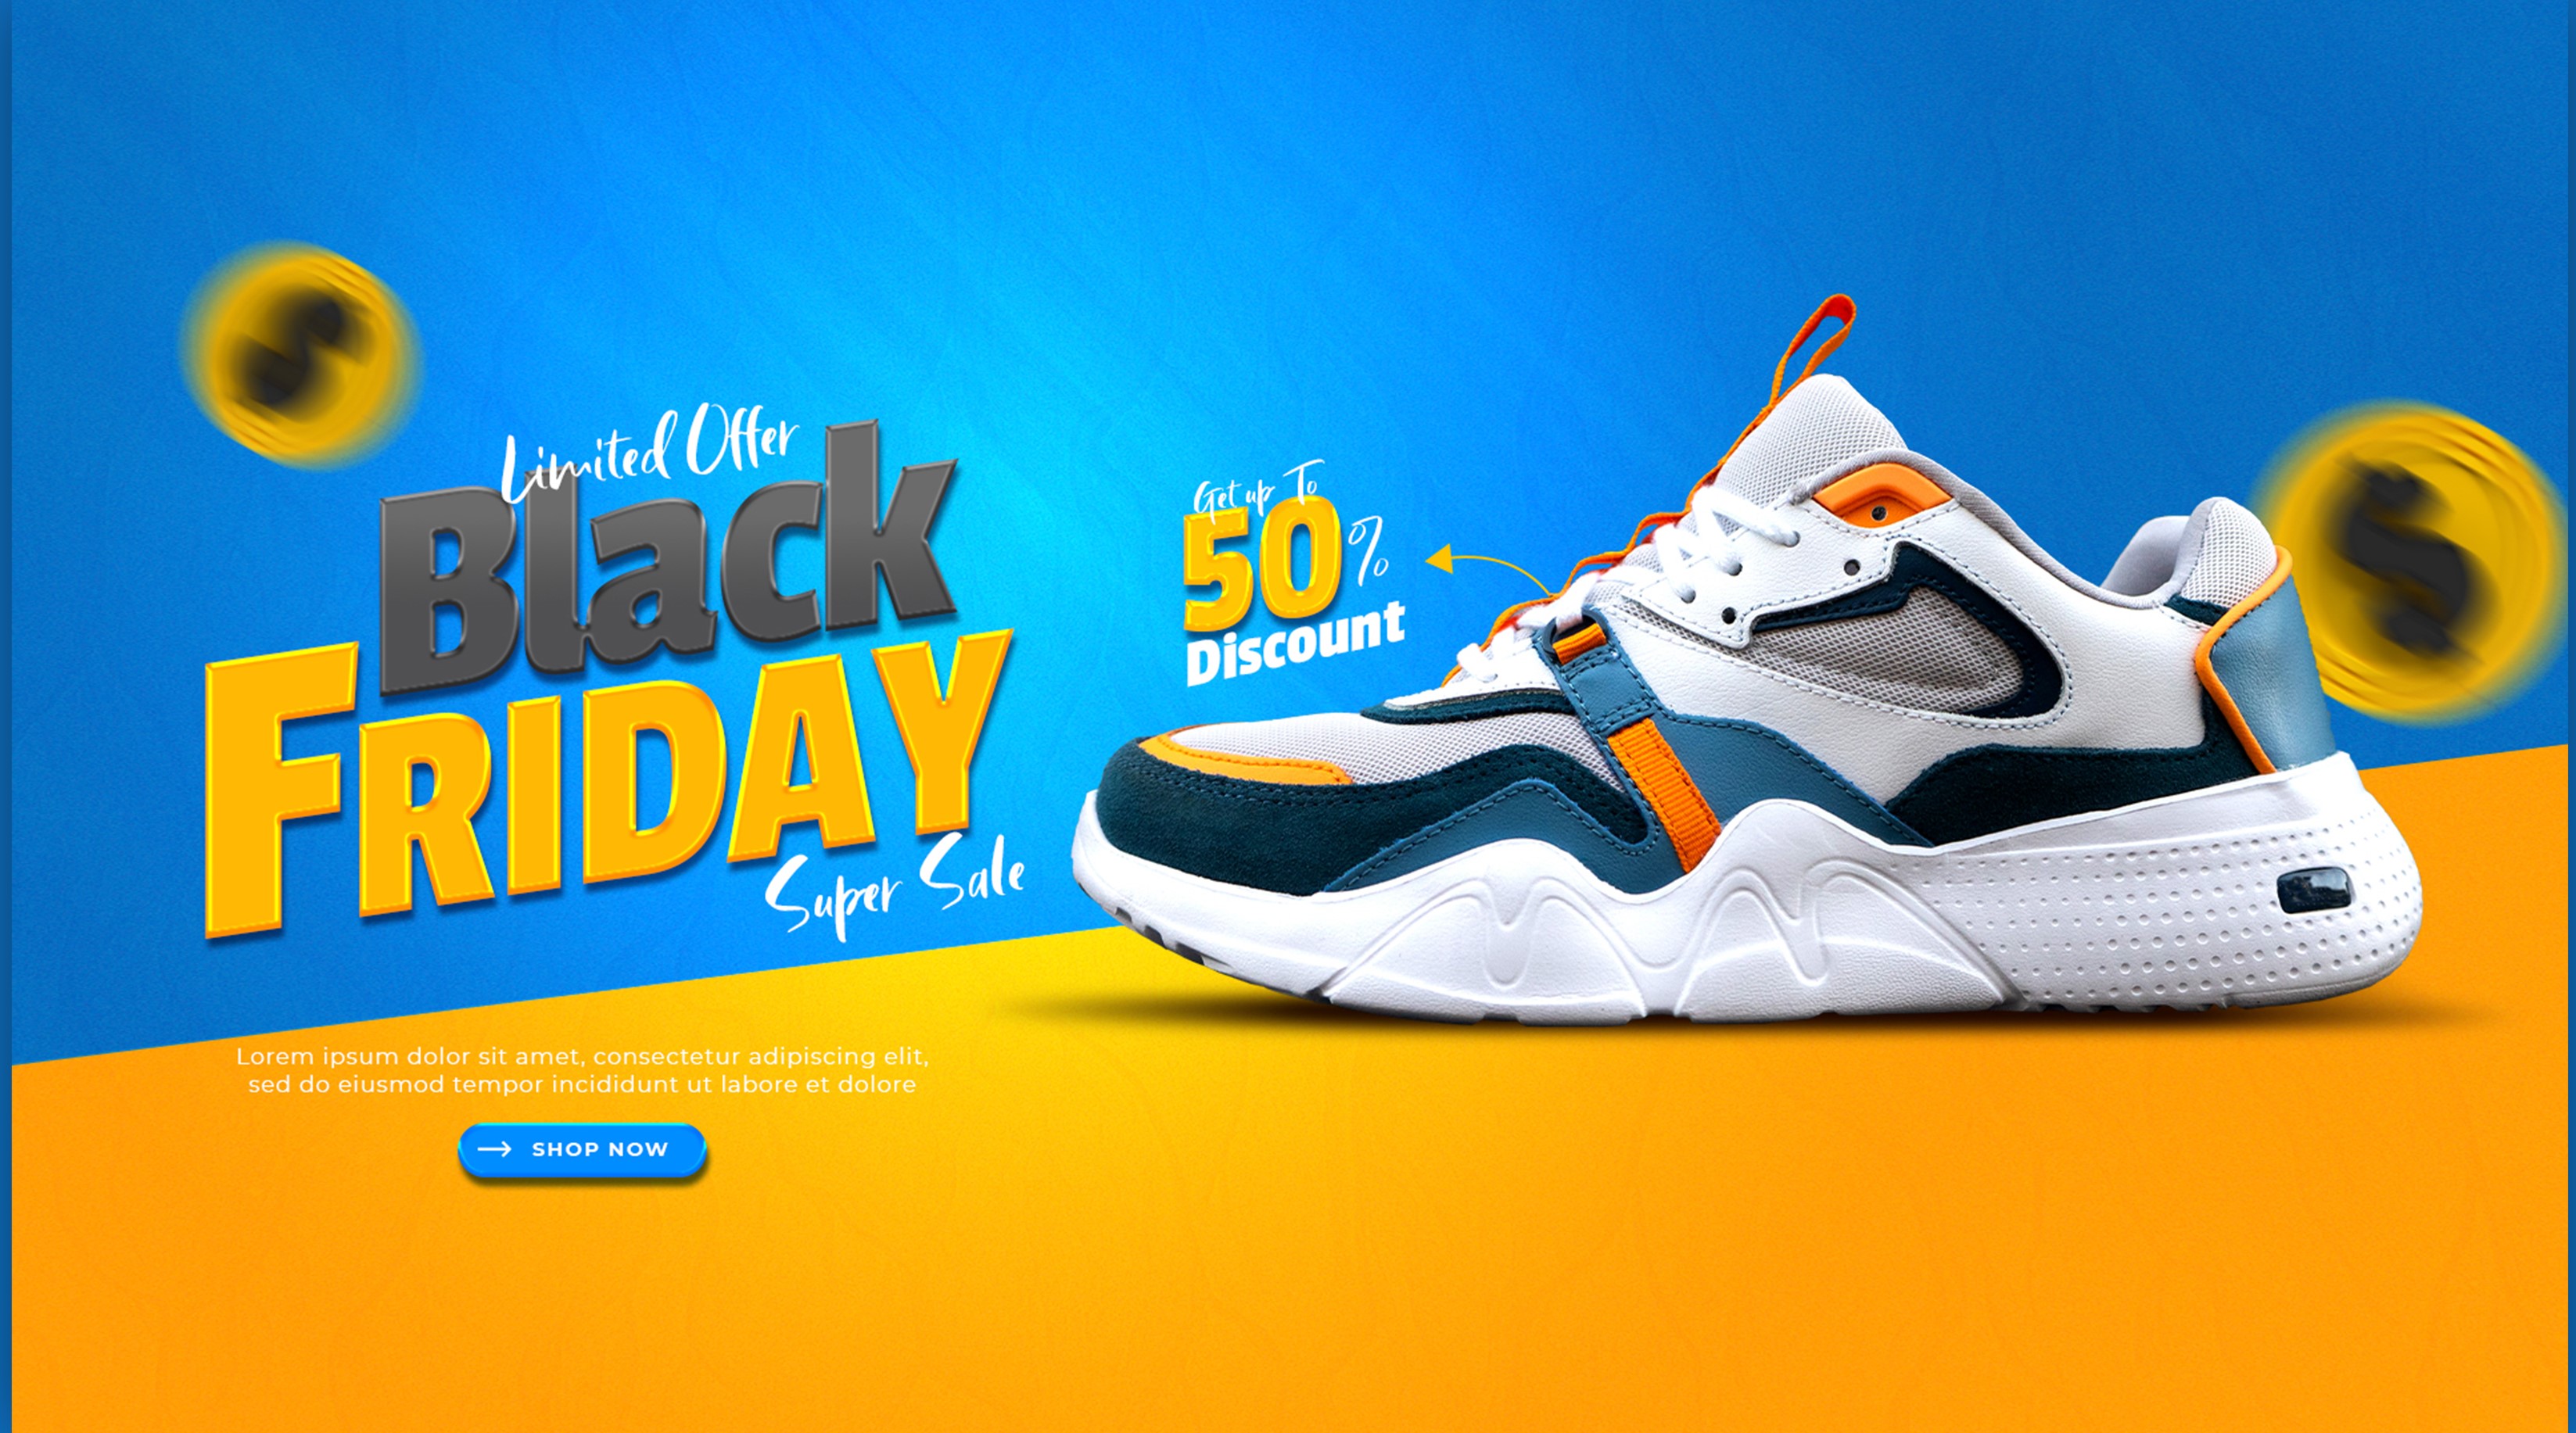 Limited Offer
Black
FRIDAY
Super Sale
Get up To
50%
Discount
Lorem ipsum dolor sit amet, consectetur adipiscing elit,
sed do eiusmod tempor incididunt ut labore et dolore
SHOP NOW
$
$